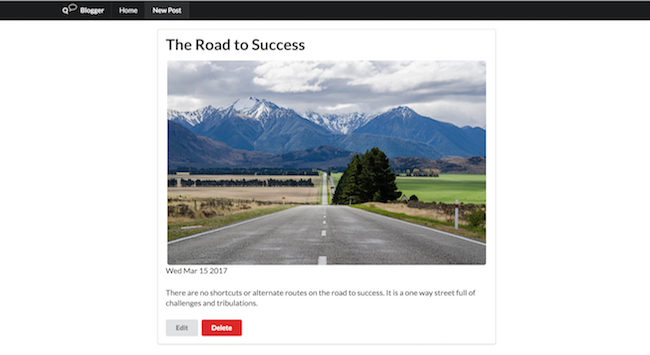 Blogger Home New Post
The Road to Success
Wed Mar 15 2017
There are no shortcuts or alternate routes on the road to success. It is a one way street full of
challenges and tribulations.
Edit Delete